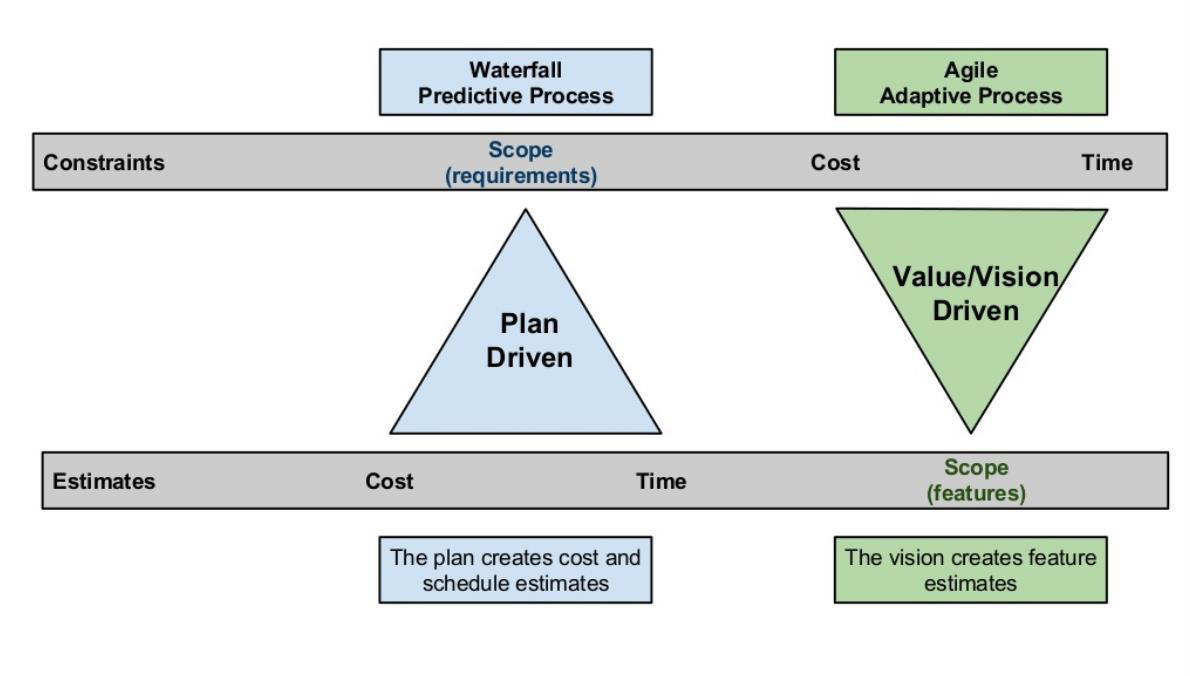 Waterfall
Predictive Process
Agile
Adaptive Process
Constraints
Scope
(requirements)
Cost
Time
Plan
Driven
Value/Vision
Driven
Estimates
Cost
Time
Scope
(features)
The plan creates cost and
schedule estimates
The vision creates feature
estimates